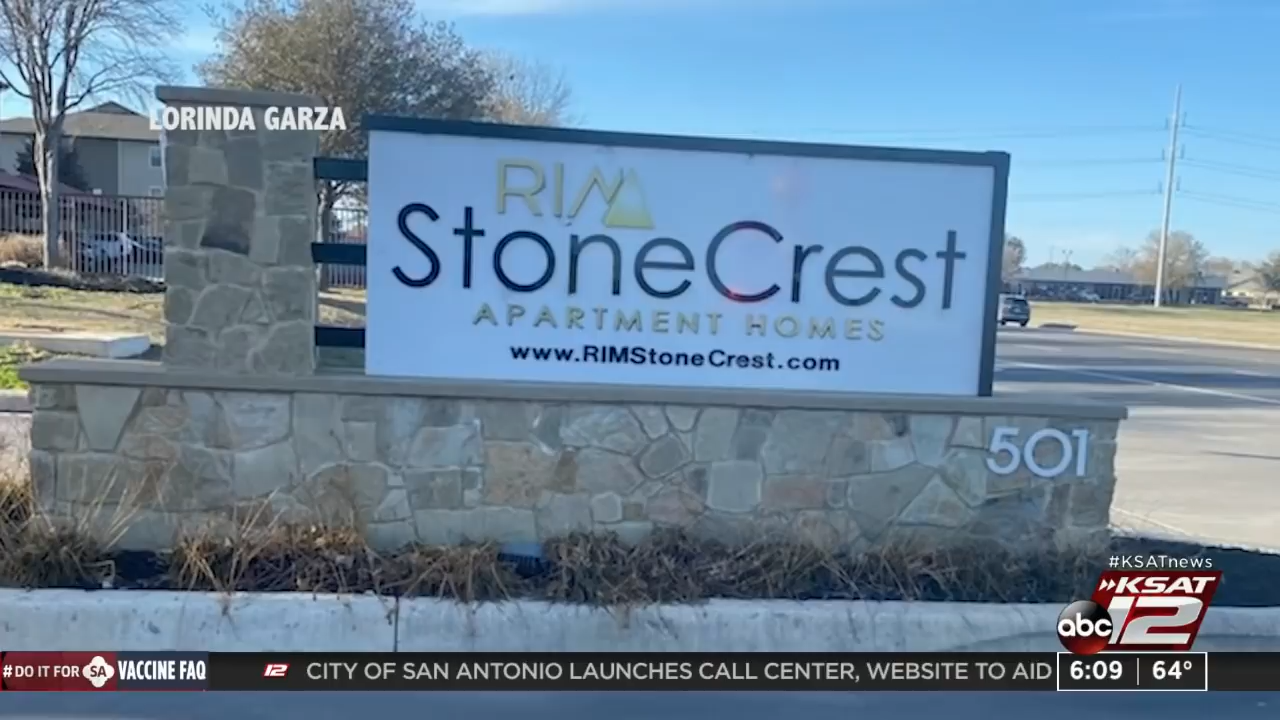 LORINDA GARZA
RIM
StoneCrest
APARTMENT HOMES
www.RIMStoneCrest.com
501
#KSATnews
KSAT
abc 12
#DO IT FOR SA VACCINE FAQ 12 CITY OF SAN ANTONIO LAUNCHES CALL CENTER, WEBSITE TO AID 6:09 64°